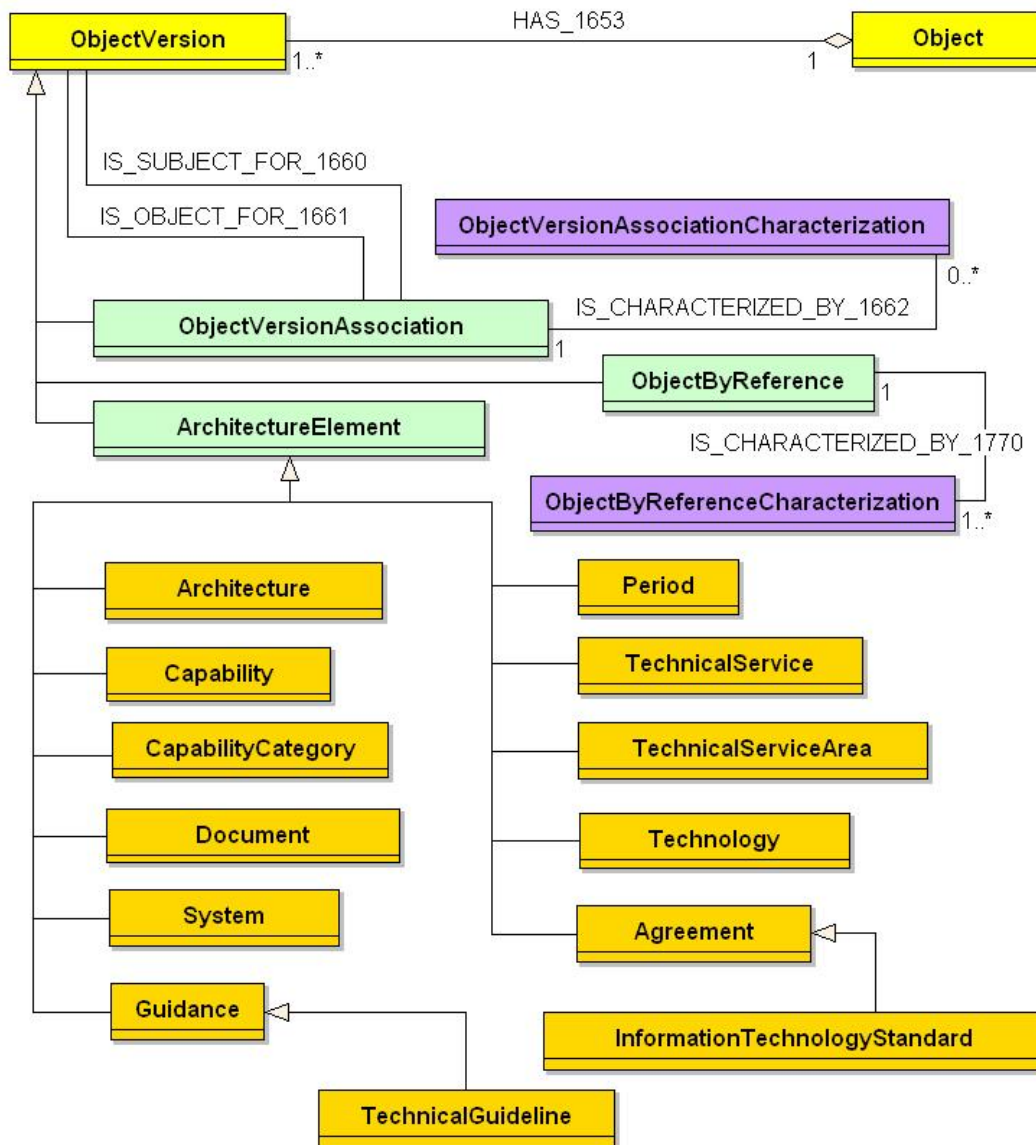 HAS_1653
ObjectVersion
Object
1..*
1
IS_SUBJECT_FOR_1660
IS_OBJECT_FOR_1661
ObjectVersionAssociationCharacterization
0..*
ObjectVersionAssociation
IS_CHARACTERIZED_BY_1662
1
ObjectByReference
1
ArchitectureElement
IS_CHARACTERIZED_BY_1770
ObjectByReferenceCharacterization
1..*
Architecture
Period
Capability
TechnicalService
CapabilityCategory
TechnicalServiceArea
Document
Technology
System
Agreement
Guidance
InformationTechnologyStandard
TechnicalGuideline